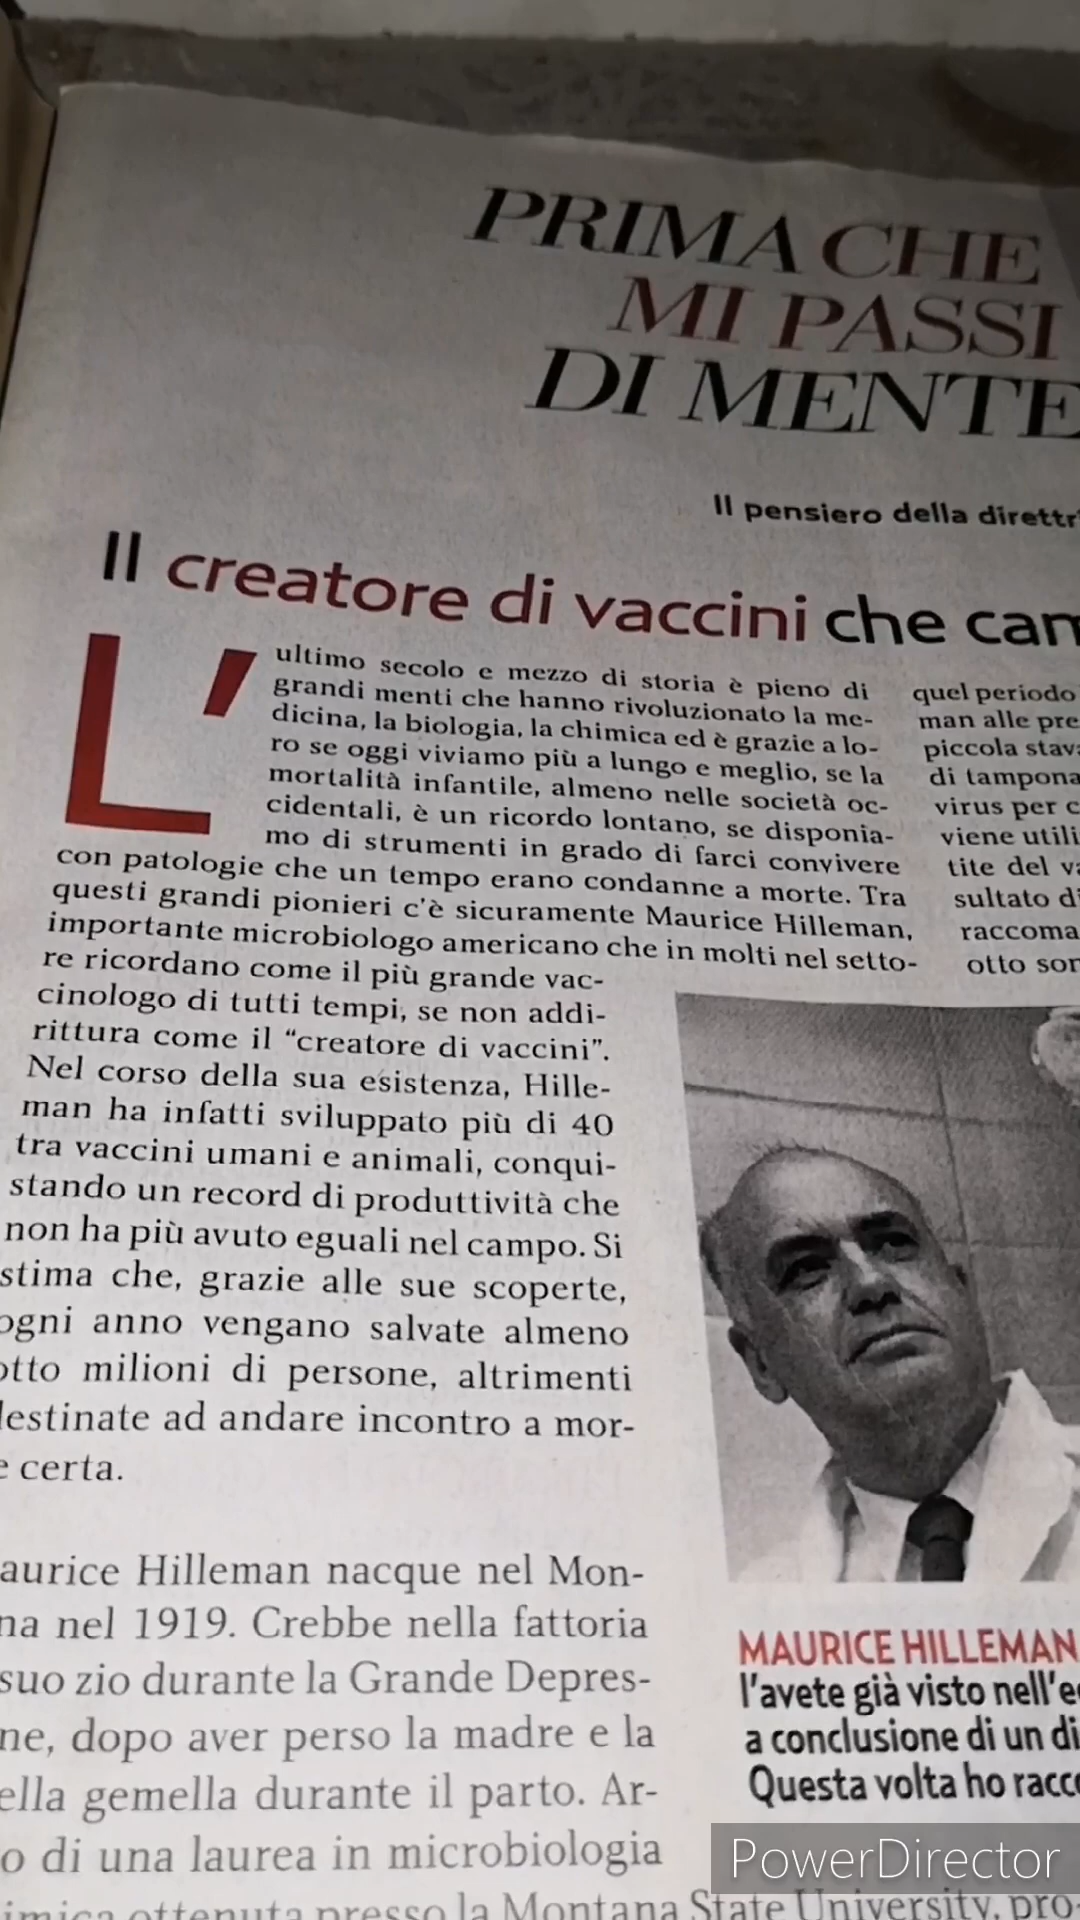 PRIMA CHE
MI PASSI
DI MENTE
Il pensiero della direttr
Il creatore di vaccini che cam
L'ultimo secolo e mezzo di storia è pieno di
grandi menti che hanno rivoluzionato la me-
dicina, la biologia, la chimica ed è grazie a lo-
ro se oggi viviamo più a lungo e meglio, se la
mortalità infantile, almeno nelle società oc-
cidentali, è un ricordo lontano, se disponia-
mo di strumenti in grado di farci convivere
con patologie che un tempo erano condanne a morte. Tra
questi grandi pionieri c'è sicuramente Maurice Hilleman,
importante microbiologo americano che in molti nel setto-
re ricordano come il più grande vac-
cinologo di tutti tempi, se non addi-
rittura come il “creatore di vaccini”.
Nel corso della sua esistenza, Hille-
man ha infatti sviluppato più di 40
tra vaccini umani e animali, conqui-
stando un record di produttività che
non ha più avuto eguali nel campo. Si
stima che, grazie alle sue scoperte,
ogni anno vengano salvate almeno
otto milioni di persone, altrimenti
destinate ad andare incontro a mor-
e certa.
aurice Hilleman nacque nel Mon-
na nel 1919. Crebbe nella fattoria
suo zio durante la Grande Depres-
ne, dopo aver perso la madre e la
ella gemella durante il parto. Ar-
o di una laurea in microbiologia
imica ottenuta presso la Montana State University, pro-
quel periodo
man alle pre
piccola stava
di tampona
virus per c
viene utili
tite del va
sultato di
raccoma
otto son
MAURICE HILLEMAN
l'avete già visto nell'e
a conclusione di un di
Questa volta ho racco
PowerDirector